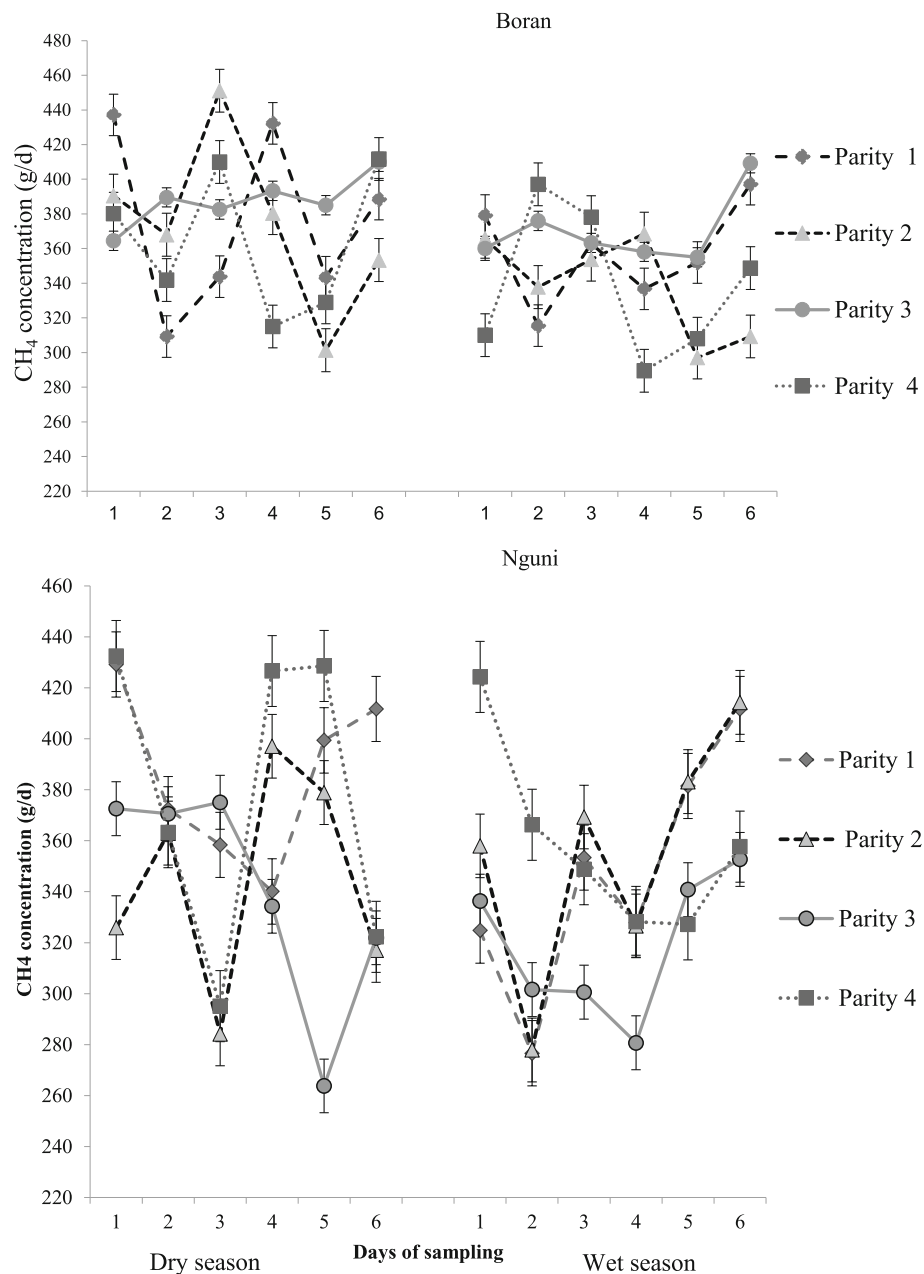 Boran
CH₄ concentration (g/d)
480
460
440
420
400
380
360
340
320
300
280
260
240
220
1 2 3 4 5 6 1 2 3 4 5 6
Parity 1
Parity 2
Parity 3
Parity 4
Nguni
CH4 concentration (g/d)
460
440
420
400
380
360
340
320
300
280
260
240
220
1 2 3 4 5 6 1 2 3 4 5 6
Parity 1
Parity 2
Parity 3
Parity 4
Dry season Days of sampling Wet season